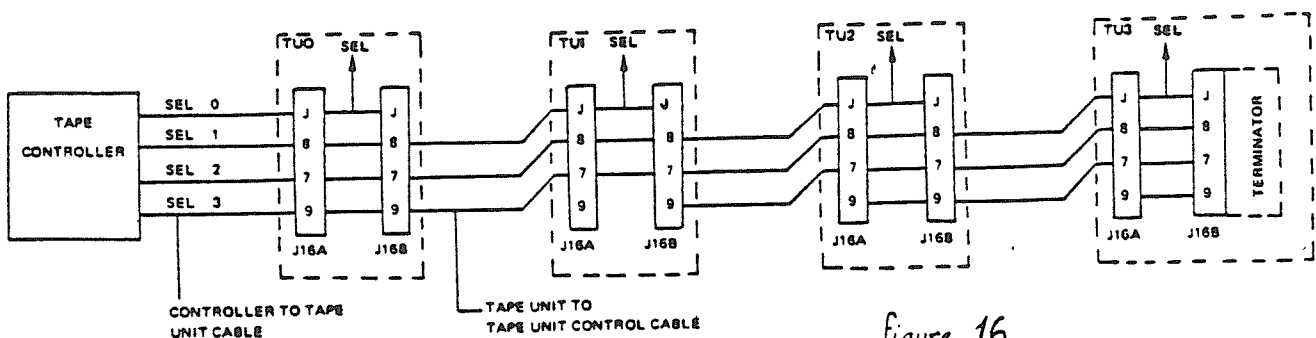 TU0 SEL
TU1 SEL
TU2 SEL
TU3 SEL
TAPE
CONTROLLER
SEL 0
SEL 1
SEL 2
SEL 3
J
8
7
9
J16A
J
8
7
9
J16B
J
8
7
9
J16A
J
8
7
9
J16B
J
8
7
9
J16A
J
8
7
9
J16B
J
8
7
9
J16A
J
8
7
9
J16B
TERMINATOR
CONTROLLER TO TAPE
UNIT CABLE
TAPE UNIT TO
TAPE UNIT CONTROL CABLE
figure 16